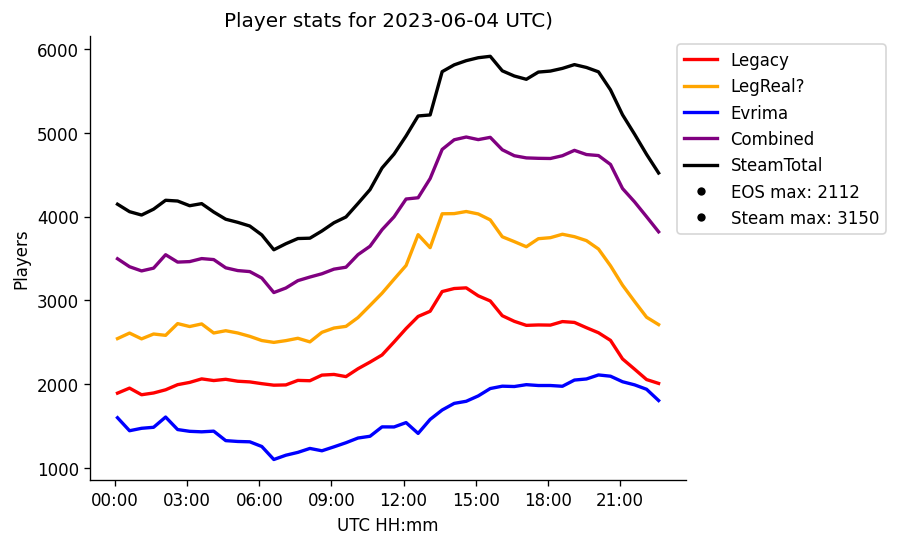 Player stats for 2023-06-04 UTC)
6000
5000
4000
3000
2000
1000
Players
00:00 03:00 06:00 09:00 12:00 15:00 18:00 21:00
UTC HH:mm
Legacy
LegReal?
Evrima
Combined
SteamTotal
EOS max: 2112
Steam max: 3150